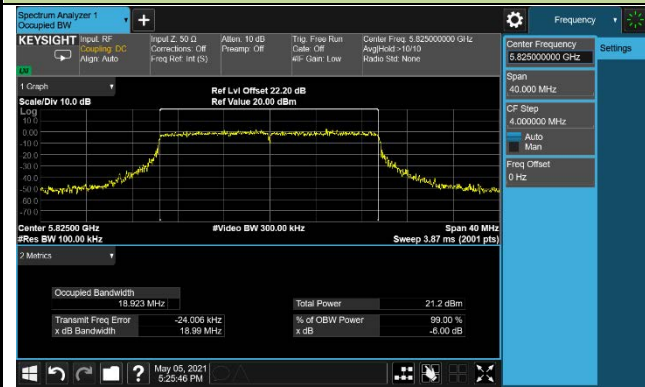 Spectrum Analyzer 1
Occupied BW
+
Frequency
KEYSIGHT
Input: RF
Coupling: DC
Align: Auto
Input Z: 50 Ω
Corrections: Off
Freq Ref: Int (S)
Atten: 10 dB
Preamp: Off
Trig: Free Run
Gate: Off
#IF Gain: Low
Center Freq: 5.825000000 GHz
Avg|Hold:>10/10
Radio Std: None
Center Frequency
5.825000000 GHz
Settings
Span
40.000 MHz
CF Step
4.000000 MHz
Auto
Man
Freq Offset
0 Hz
1 Graph
Scale/Div 10.0 dB
Ref Lvl Offset 22.20 dB
Ref Value 20.00 dBm
Log
10.0
0.00
-10.0
-20.0
-30.0
-40.0
-50.0
-60.0
-70.0
Center 5.82500 GHz
#Res BW 100.00 kHz
#Video BW 300.00 kHz
Span 40 MHz
Sweep 3.87 ms (2001 pts)
2 Metrics
Occupied Bandwidth
18.923 MHz
Total Power
21.2 dBm
Transmit Freq Error
-24.006 kHz
% of OBW Power
99.00 %
x dB Bandwidth
18.99 MHz
x dB
-6.00 dB
?
May 05, 2021
5:25:46 PM